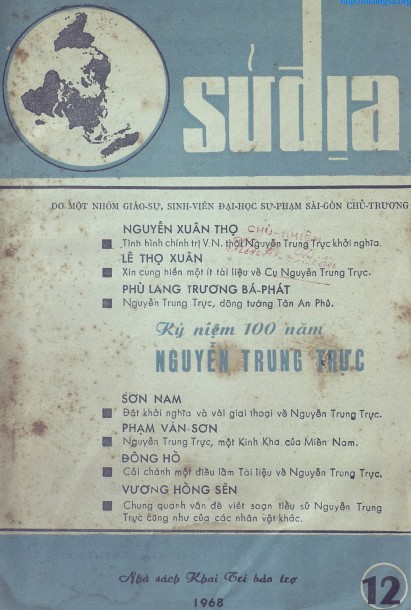 http://hoangsa.org
sử địa
DO MỘT NHÓM GIÁO-SƯ, SINH-VIÊN ĐẠI-HỌC SƯ-PHẠM SÀI-GÒN CHỦ-TRƯƠNG
NGUYỄN XUÂN THỌ
CHỦ-NHIỆM
Tình hình chính trị V.N. thời Nguyễn Trung Trực khởi nghĩa.
LÊ THỌ XUÂN
Xin cung hiến một ít tài liệu về Cụ Nguyễn Trung Trực.
PHÙ LANG TRƯƠNG BÁ-PHÁT
Nguyễn Trung Trực, dõng tướng Tân An Phủ.
Kỷ niệm 100 năm
NGUYỄN TRUNG TRỰC
SƠN NAM
Đất khởi nghĩa và vài giai thoại về Nguyễn Trung Trực.
PHẠM VĂN SƠN
Nguyễn Trung Trực, một Kinh Kha của Miền Nam.
ĐÔNG HỒ
Cải chánh một điều lầm Tài liệu về Nguyễn Trung Trực.
VƯƠNG HỒNG SỂN
Chung quanh vấn đề viết soạn tiểu sử Nguyễn Trung
Trực cũng như của các nhân vật khác.
Nhà sách Khai Trí bảo trợ
1968
12